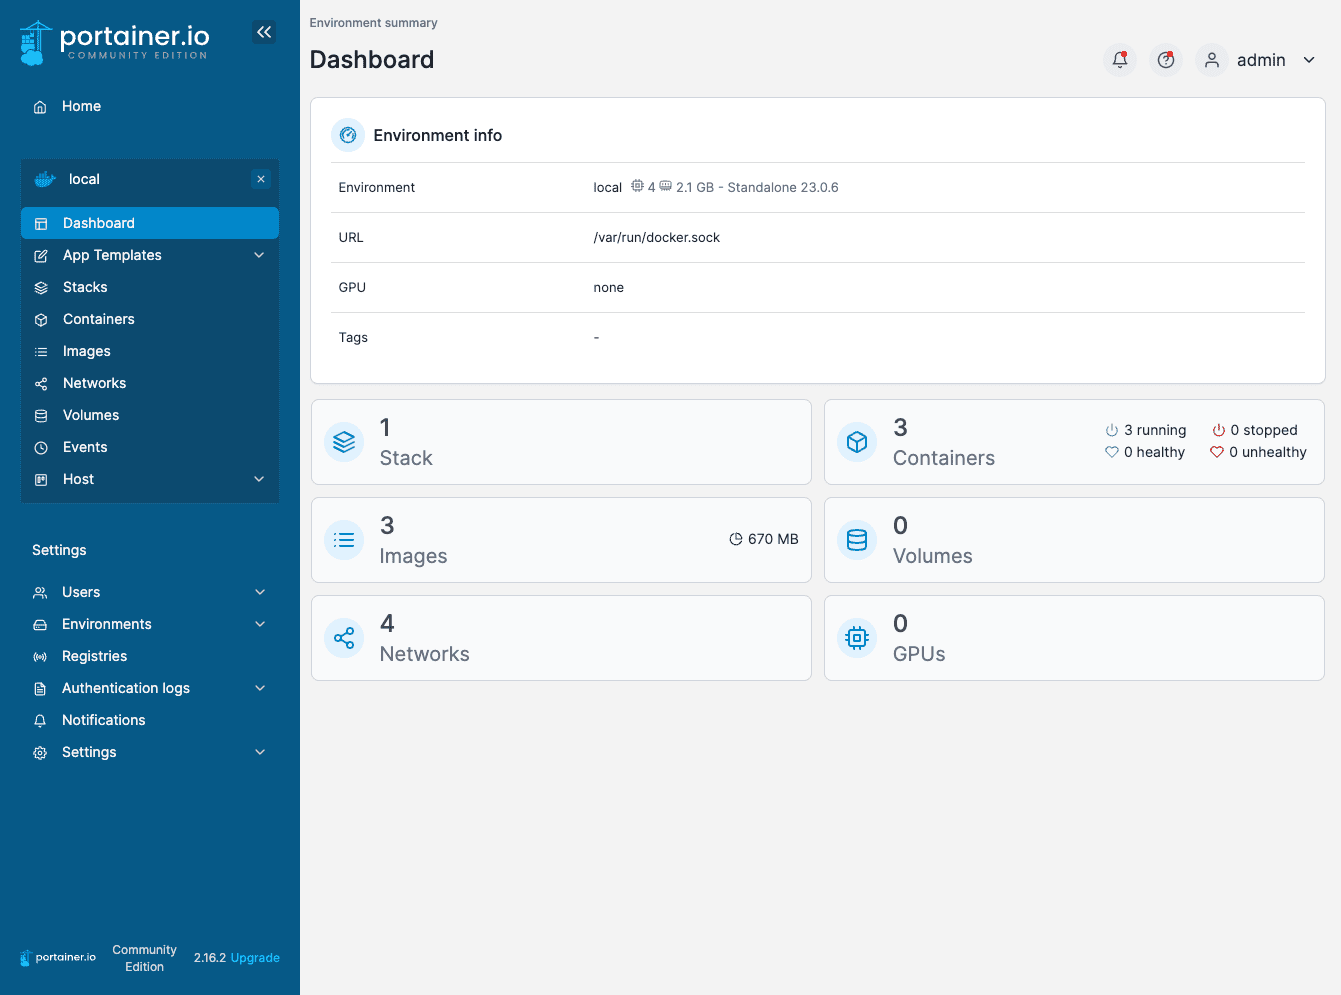 portainer.io
COMMUNITY EDITION
Home
local
Dashboard
App Templates
Stacks
Containers
Images
Networks
Volumes
Events
Host
Settings
Users
Environments
Registries
Authentication logs
Notifications
Settings
portainer.io
Community Edition
2.16.2 Upgrade
Environment summary
Dashboard
admin
Environment info
Environment local 4 2.1 GB - Standalone 23.0.6
URL /var/run/docker.sock
GPU none
Tags -
1
Stack
3
Containers
3 running 0 stopped
0 healthy 0 unhealthy
3
Images
670 MB
0
Volumes
4
Networks
0
GPUs